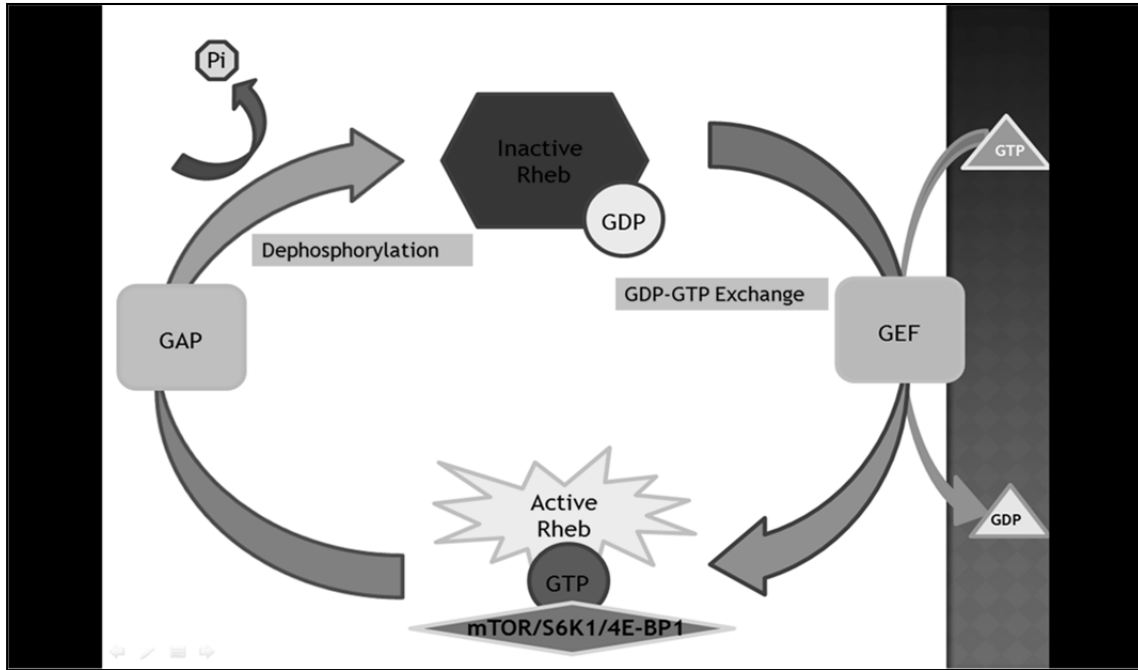 Pi
Inactive
Rheb
GDP
GTP
Dephosphorylation
GDP-GTP Exchange
GAP
GEF
Active
Rheb
GTP
GDP
mTOR/S6K1/4E-BP1